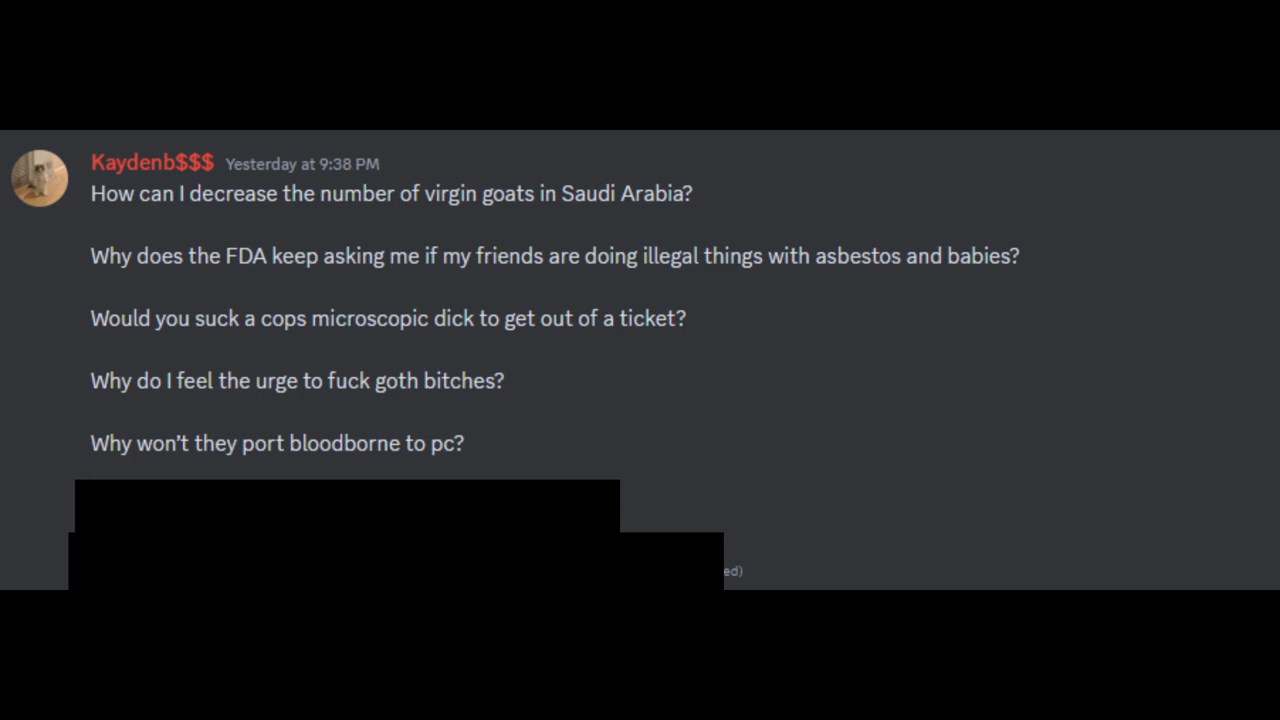 Kaydenb$$$ Yesterday at 9:38 PM
How can I decrease the number of virgin goats in Saudi Arabia?
Why does the FDA keep asking me if my friends are doing illegal things with asbestos and babies?
Would you suck a cops microscopic dick to get out of a ticket?
Why do I feel the urge to fuck goth bitches?
Why won't they port bloodborne to pc?
ed)